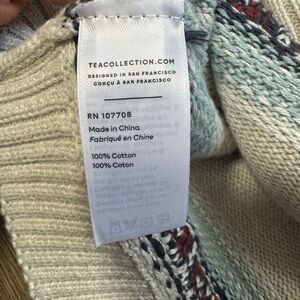 TEACOLLECTION.COM
DESIGNED IN SAN FRANCISCO
CONÇU À SAN FRANCISCO
RN 107708
Made in China
Fabriqué en Chine
100% Cotton
100% Coton